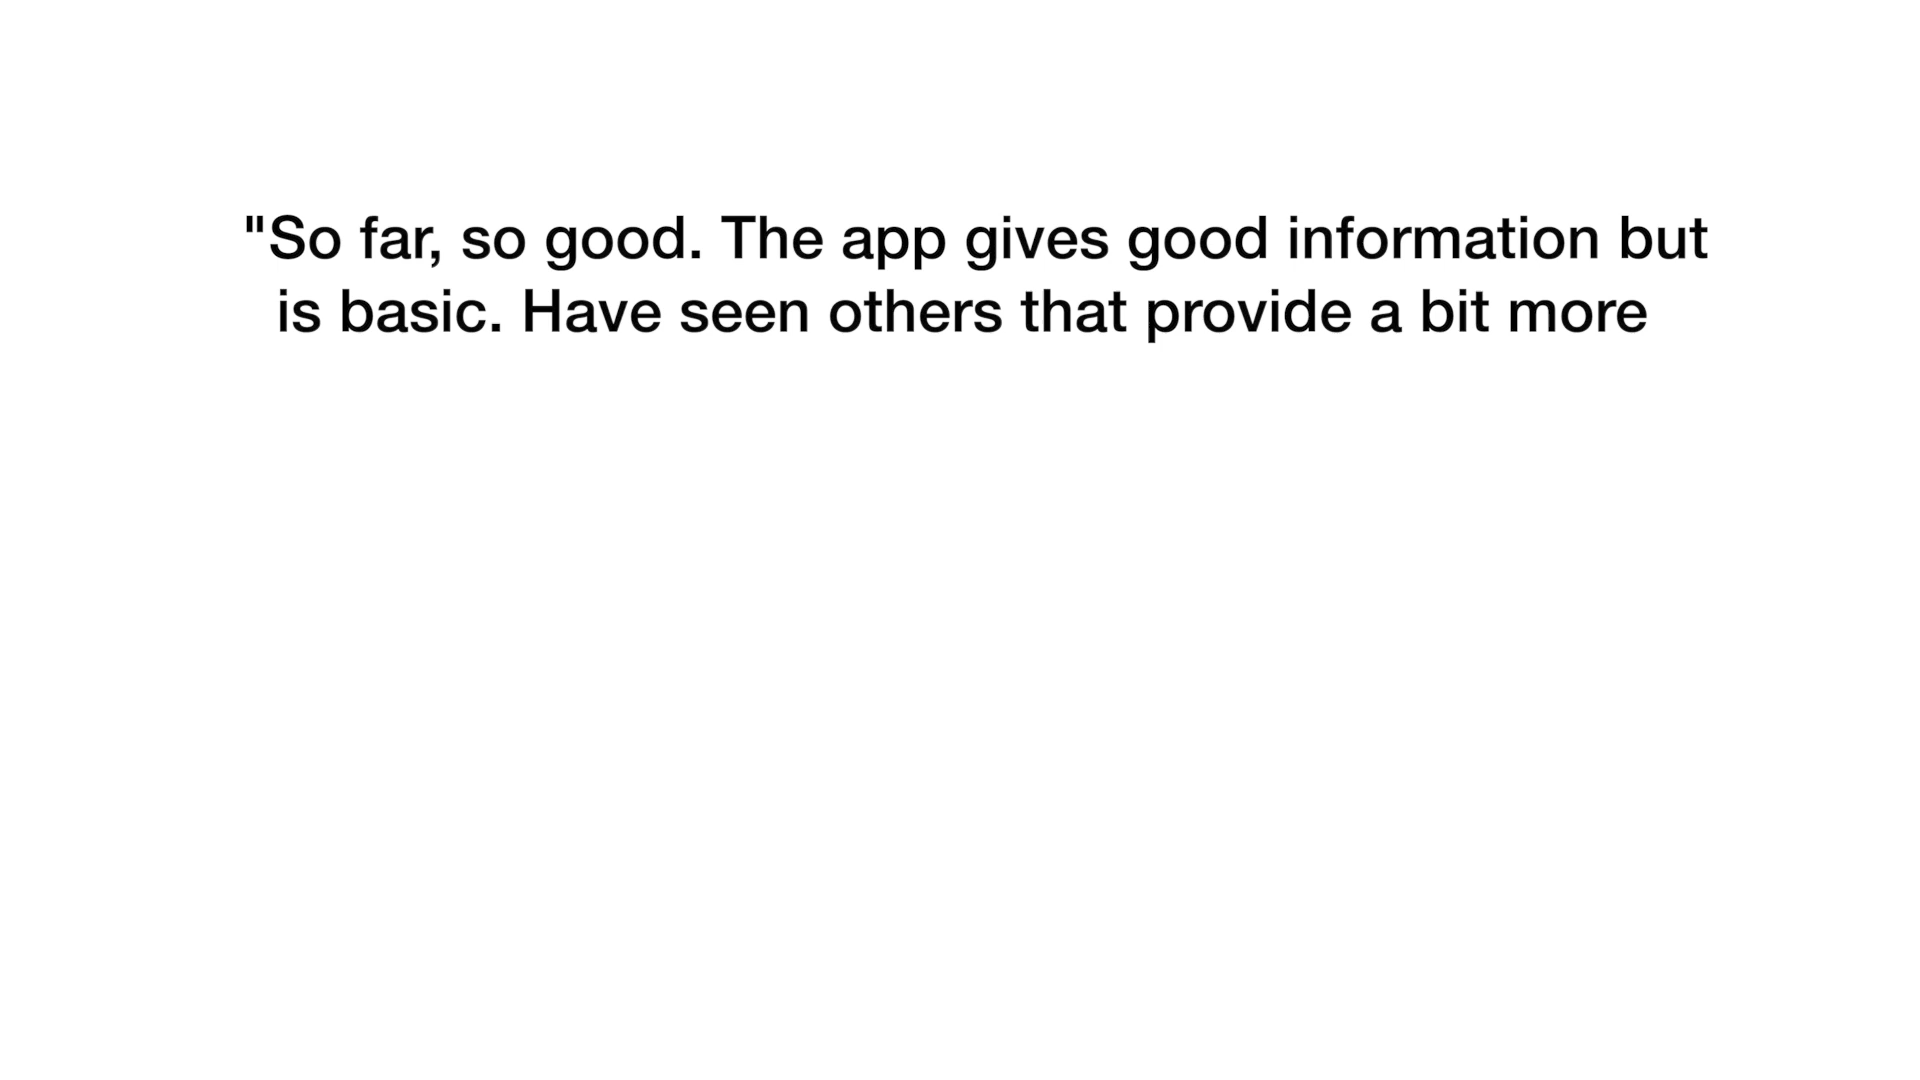 "So far, so good. The app gives good information but
is basic. Have seen others that provide a bit more